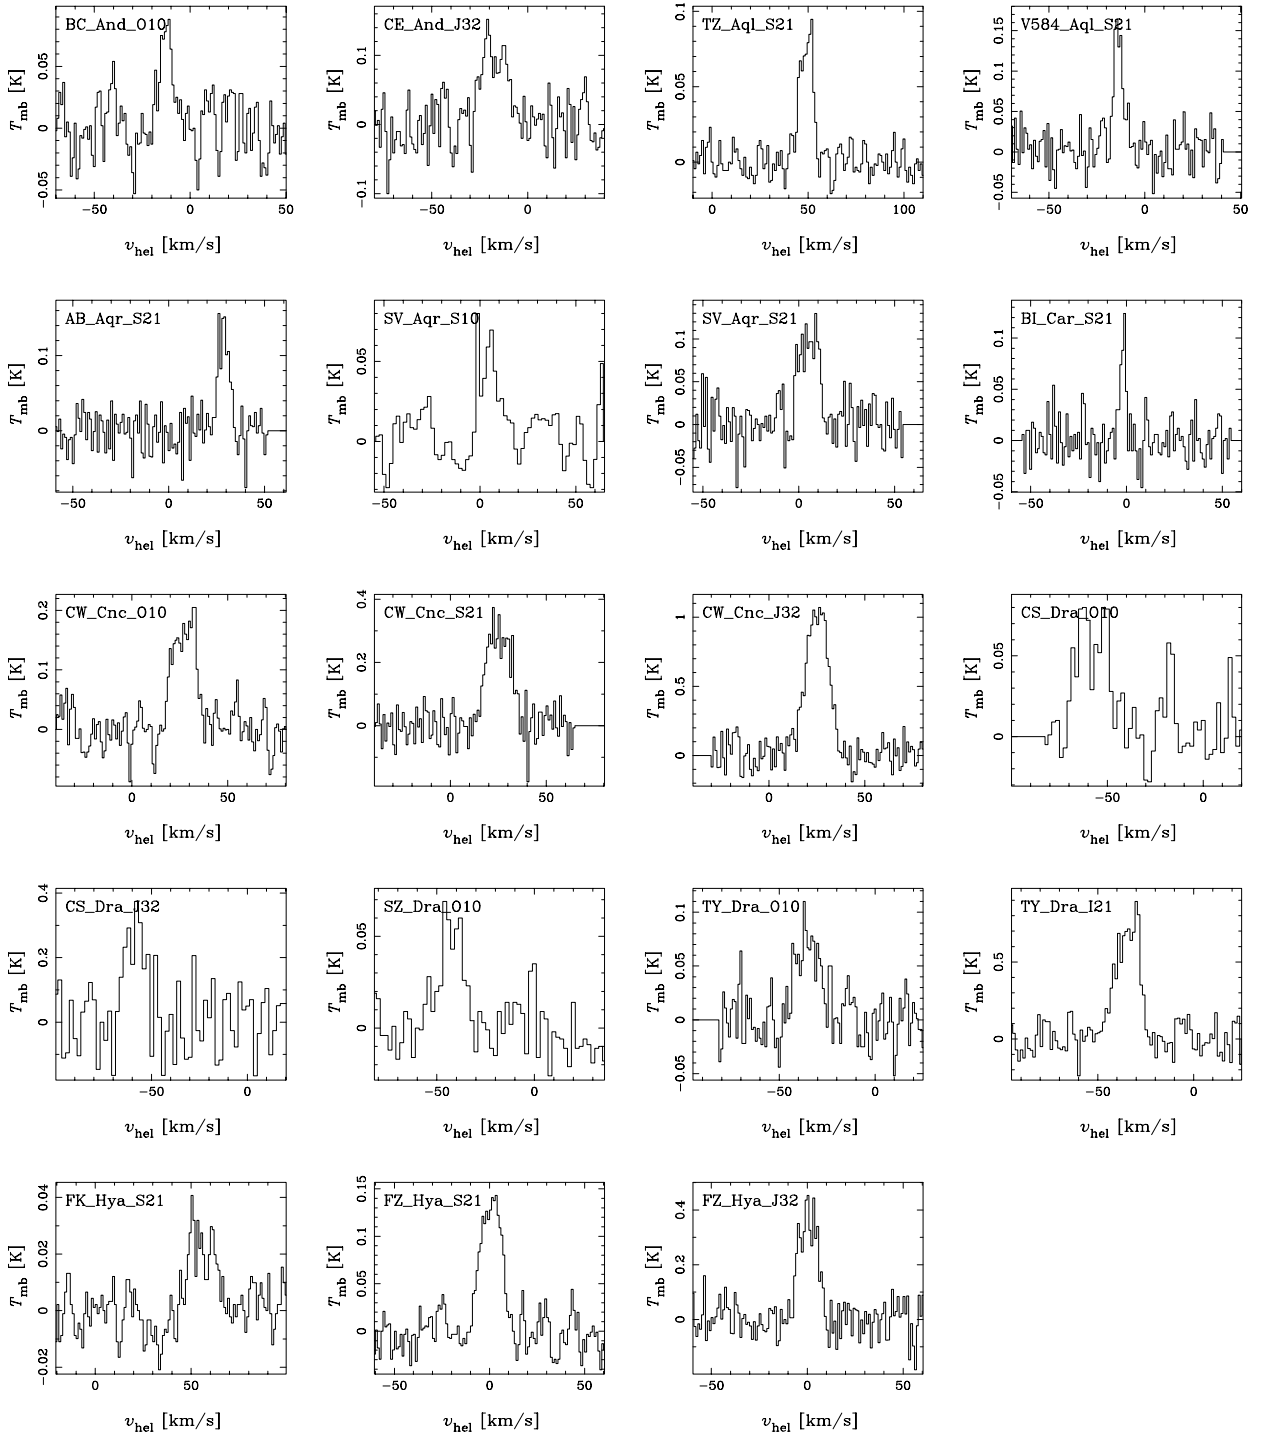 BC_And_O10
T_mb [K]
0.05
0
−0.05
−50 0 50
v_hel [km/s]
CE_And_J32
T_mb [K]
0.1
0
−0.1
−50 0
v_hel [km/s]
TZ_Aql_S21
T_mb [K]
0.1
0.05
0
0 50 100
v_hel [km/s]
V584_Aql_S21
T_mb [K]
0.15
0.1
0.05
0
−0.05
−50 0 50
v_hel [km/s]
AB_Aqr_S21
T_mb [K]
0.1
0
−50 0 50
v_hel [km/s]
SV_Aqr_S10
T_mb [K]
0.05
0
−50 0 50
v_hel [km/s]
SV_Aqr_S21
T_mb [K]
0.1
0.05
0
−0.05
−50 0 50
v_hel [km/s]
BI_Car_S21
T_mb [K]
0.1
0.05
0
−0.05
−50 0 50
v_hel [km/s]
CW_Cnc_O10
T_mb [K]
0.2
0.1
0
0 50
v_hel [km/s]
CW_Cnc_S21
T_mb [K]
0.4
0.2
0
0 50
v_hel [km/s]
CW_Cnc_J32
T_mb [K]
1
0.5
0
0 50
v_hel [km/s]
CS_Dra_O10
T_mb [K]
0.05
0
−50 0
v_hel [km/s]
CS_Dra_J32
T_mb [K]
0.4
0.2
0
−50 0
v_hel [km/s]
SZ_Dra_O10
T_mb [K]
0.05
0
−50 0
v_hel [km/s]
TY_Dra_O10
T_mb [K]
0.1
0.05
0
−0.05
−50 0
v_hel [km/s]
TY_Dra_I21
T_mb [K]
0.5
0
−50 0
v_hel [km/s]
FK_Hya_S21
T_mb [K]
0.04
0.02
0
−0.02
0 50
v_hel [km/s]
FZ_Hya_S21
T_mb [K]
0.15
0.1
0.05
0
−50 0 50
v_hel [km/s]
FZ_Hya_J32
T_mb [K]
0.4
0.2
0
−50 0 50
v_hel [km/s]